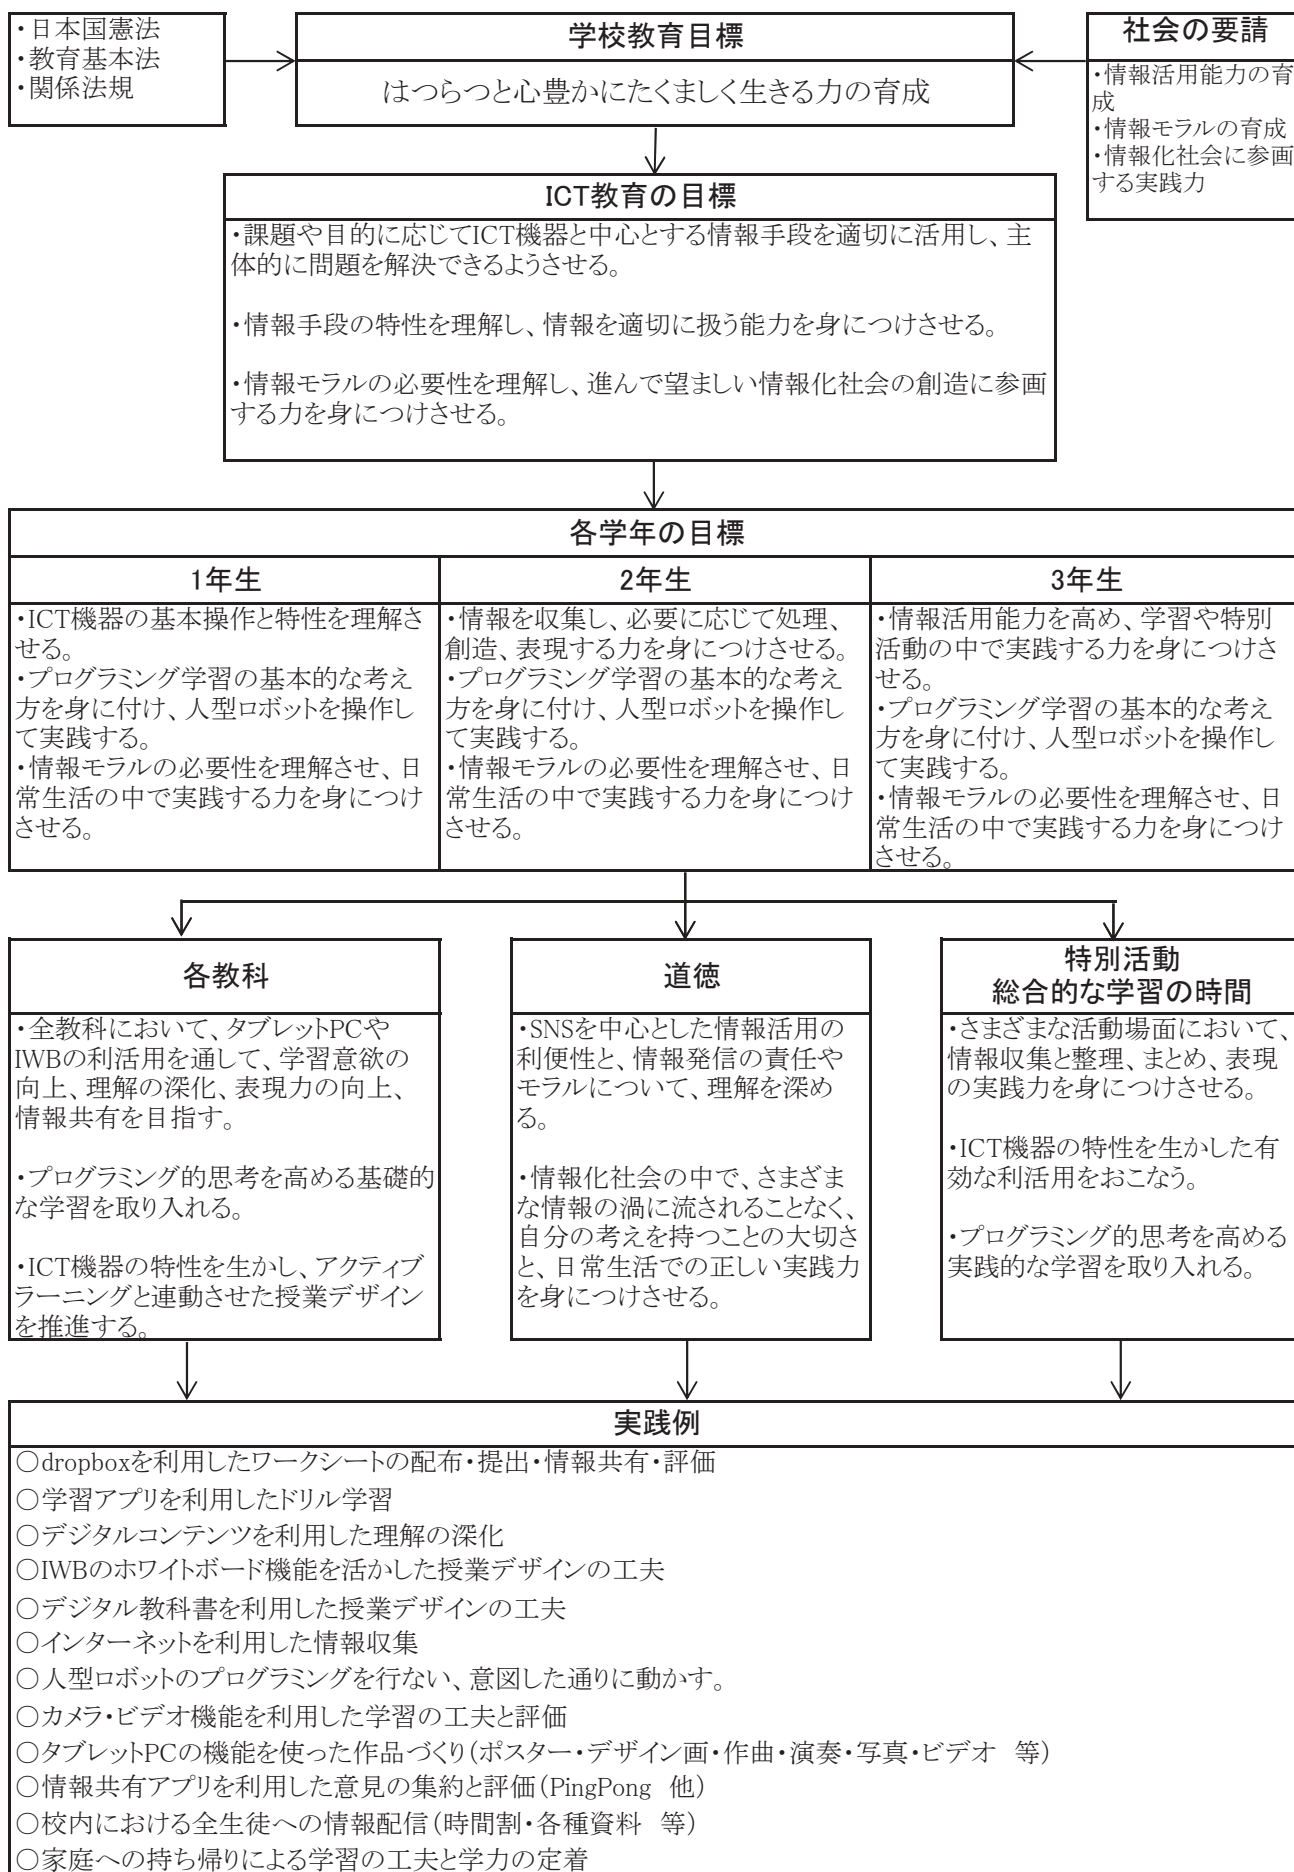 ・日本国憲法
・教育基本法
・関係法規
学校教育目標
はつらつと心豊かにたくましく生きる力の育成
社会の要請
・情報活用能力の育
成
・情報モラルの育成
・情報化社会に参画
する実践力
ICT教育の目標
・課題や目的に応じてICT機器と中心とする情報手段を適切に活用し、主
体的に問題を解決できるようさせる。
・情報手段の特性を理解し、情報を適切に扱う能力を身につけさせる。
・情報モラルの必要性を理解し、進んで望ましい情報化社会の創造に参画
する力を身につけさせる。
各学年の目標
1年生
・ICT機器の基本操作と特性を理解さ
せる。
・プログラミング学習の基本的な考え
方を身に付け、人型ロボットを操作し
て実践する。
・情報モラルの必要性を理解させ、日
常生活の中で実践する力を身につけ
させる。
2年生
・情報を収集し、必要に応じて処理、
創造、表現する力を身につけさせる。
・プログラミング学習の基本的な考え
方を身に付け、人型ロボットを操作し
て実践する。
・情報モラルの必要性を理解させ、日
常生活の中で実践する力を身につけ
させる。
3年生
・情報活用能力を高め、学習や特別
活動の中で実践する力を身につけさ
せる。
・プログラミング学習の基本的な考え
方を身に付け、人型ロボットを操作し
て実践する。
・情報モラルの必要性を理解させ、日
常生活の中で実践する力を身につけ
させる。
各教科
・全教科において、タブレットPCや
IWBの利活用を通して、学習意欲の
向上、理解の深化、表現力の向上、
情報共有を目指す。
・プログラミング的思考を高める基礎的
な学習を取り入れる。
・ICT機器の特性を生かし、アクティブ
ラーニングと連動させた授業デザイン
を推進する。
道徳
・SNSを中心とした情報活用の
利便性と、情報発信の責任や
モラルについて、理解を深め
る。
・情報化社会の中で、さまざま
な情報の渦に流されることなく、
自分の考えを持つことの大切さ
と、日常生活での正しい実践力
を身につけさせる。
特別活動
総合的な学習の時間
・さまざまな活動場面において、
情報収集と整理、まとめ、表現
の実践力を身につけさせる。
・ICT機器の特性を生かした有
効な利活用をおこなう。
・プログラミング的思考を高める
実践的な学習を取り入れる。
実践例
○dropboxを利用したワークシートの配布・提出・情報共有・評価
○学習アプリを利用したドリル学習
○デジタルコンテンツを利用した理解の深化
○IWBのホワイトボード機能を活かした授業デザインの工夫
○デジタル教科書を利用した授業デザインの工夫
○インターネットを利用した情報収集
○人型ロボットのプログラミングを行ない、意図した通りに動かす。
○カメラ・ビデオ機能を利用した学習の工夫と評価
○タブレットPCの機能を使った作品づくり（ポスター・デザイン画・作曲・演奏・写真・ビデオ　等）
○情報共有アプリを利用した意見の集約と評価（PingPong　他）
○校内における全生徒への情報配信（時間割・各種資料　等）
○家庭への持ち帰りによる学習の工夫と学力の定着